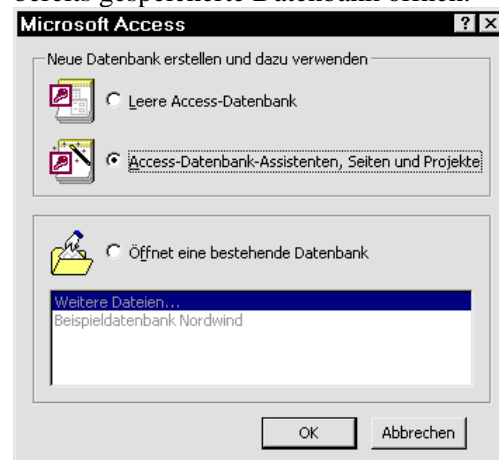 bereits gespeicherte Datenbank öffnen.
Microsoft Access
Neue Datenbank erstellen und dazu verwenden
Leere Access-Datenbank
Access-Datenbank-Assistenten, Seiten und Projekte
Öffnet eine bestehende Datenbank
Weitere Dateien...
Beispieldatenbank Nordwind
OK Abbrechen